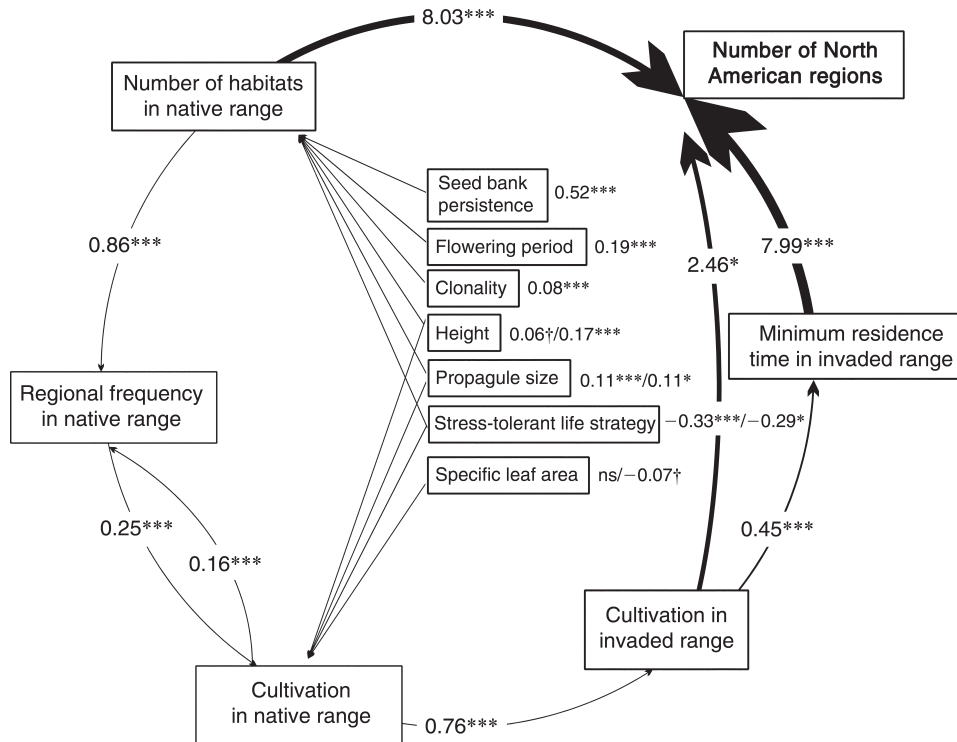 8.03***
Number of North
American regions
Number of habitats
in native range
Seed bank
persistence
0.52***
Flowering period
0.19***
Clonality
0.08***
Height
0.06†/0.17***
Propagule size
0.11***/0.11*
Stress-tolerant life strategy
−0.33***/−0.29*
Specific leaf area
ns/−0.07†
0.86***
2.46*
7.99***
Minimum residence
time in invaded range
Regional frequency
in native range
0.25***
0.16***
0.45***
Cultivation in
invaded range
Cultivation
in native range
0.76***